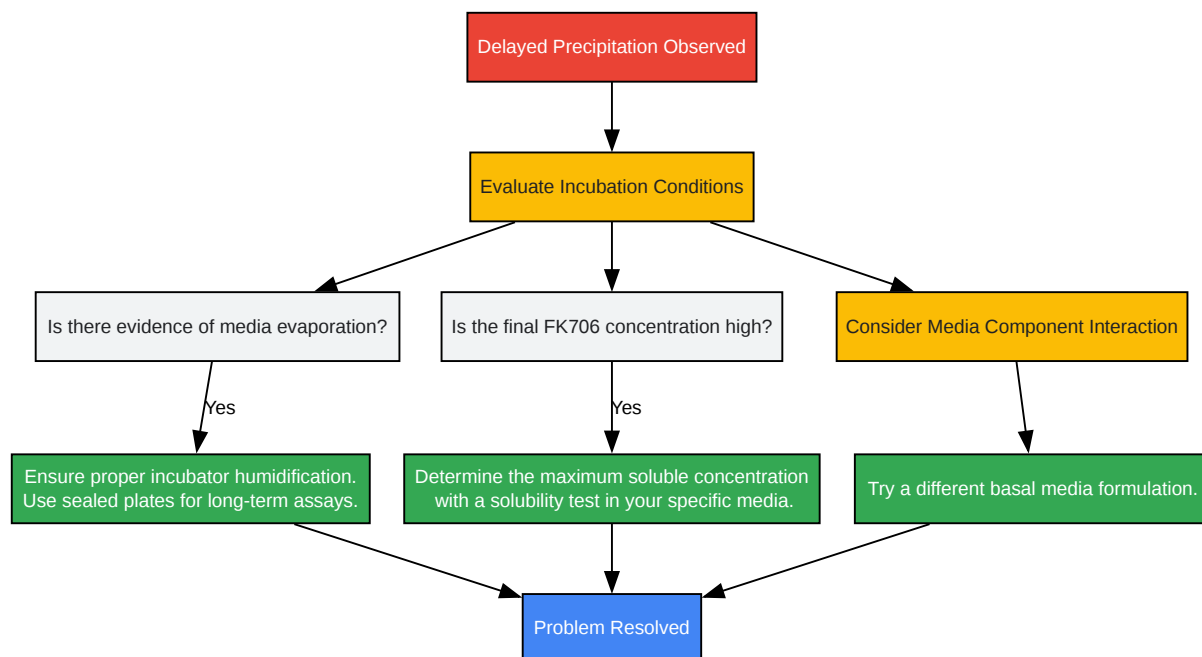 Delayed Precipitation Observed
Evaluate Incubation Conditions
Is there evidence of media evaporation?
Is the final FK706 concentration high?
Consider Media Component Interaction
Yes
Yes
Ensure proper incubator humidification.
Use sealed plates for long-term assays.
Determine the maximum soluble concentration
with a solubility test in your specific media.
Try a different basal media formulation.
Problem Resolved